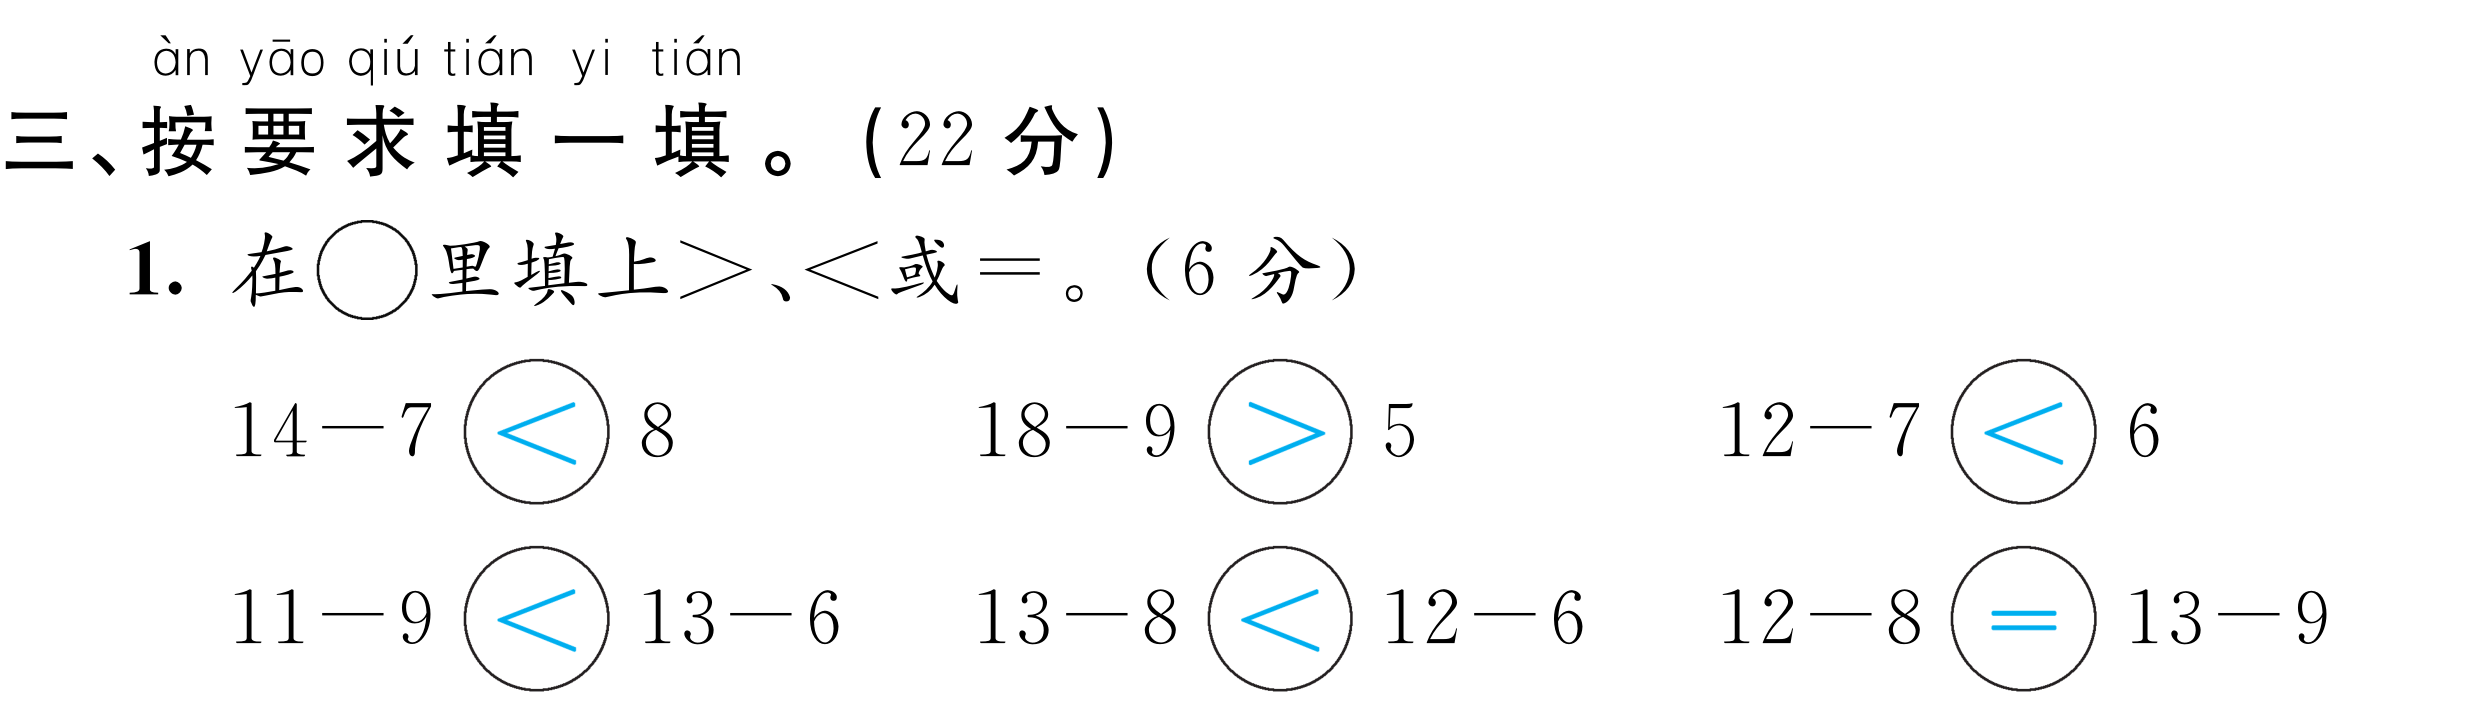 àn yāo qiú tián yi tián
三、按要求填一填。(22分)
1. 在○里填上>、<或=。(6分)
14-7 < 8 18-9 > 5 12-7 < 6
11-9 < 13-6 13-8 < 12-6 12-8 = 13-9